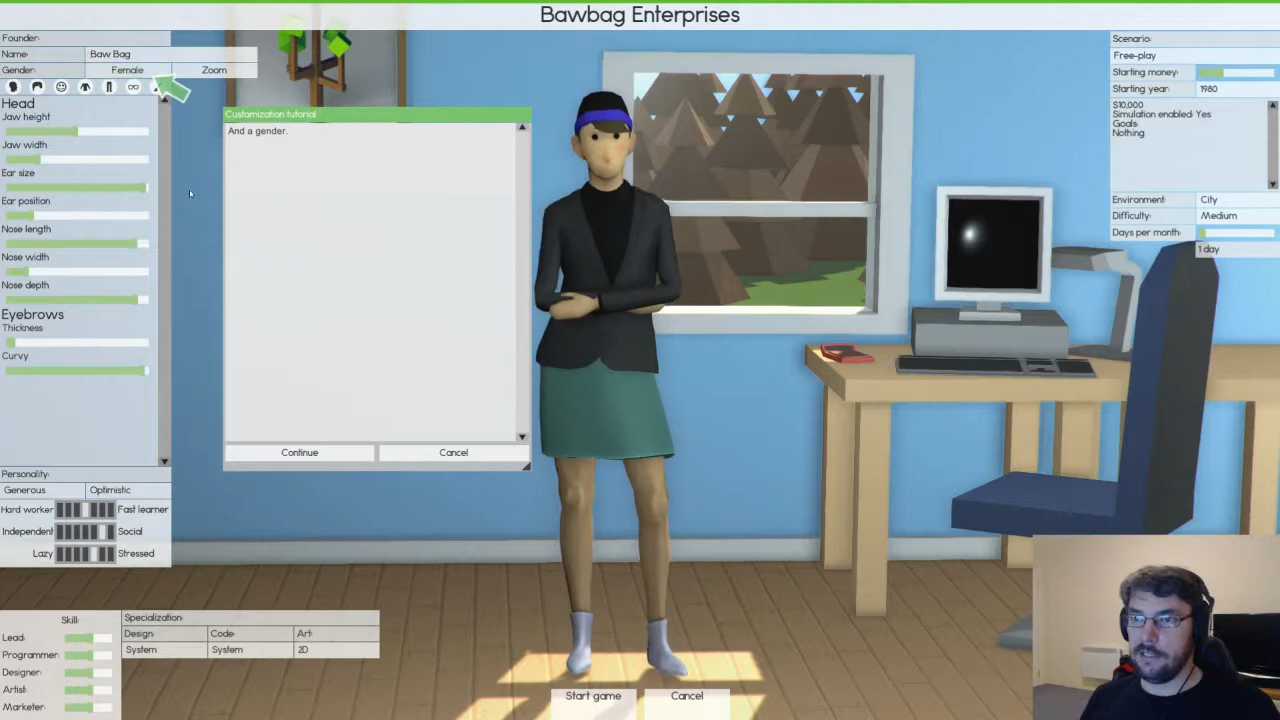 Bawbag Enterprises
Founder:
Name: Baw Bag
Gender: Female Zoom
Head
Jaw height
Jaw width
Ear size
Ear position
Nose length
Nose width
Nose depth
Eyebrows
Thickness
Curvy
Customization tutorial
And a gender.
Continue Cancel
Personality:
Generous Optimistic
Hard worker Fast learner
Independent Social
Lazy Stressed
Skill:
Lead:
Programmer:
Designer:
Artist:
Marketer:
Specialization:
Design: Code: Art:
System System 2D
Start game Cancel
Scenario:
Free-play
Starting money:
Starting year: 1980
$10,000
Simulation enabled: Yes
Goals:
Nothing
Environment: City
Difficulty: Medium
Days per month:
1 day